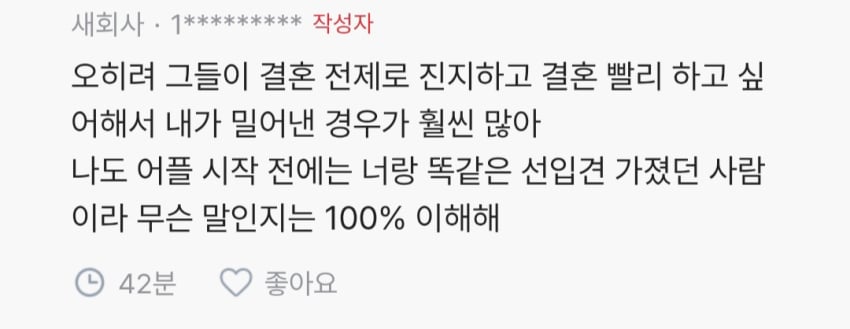 새회사 · 1********* 작성자
오히려 그들이 결혼 전제로 진지하고 결혼 빨리 하고 싶
어해서 내가 밀어낸 경우가 훨씬 많아
나도 어플 시작 전에는 너랑 똑같은 선입견 가졌던 사람
이라 무슨 말인지는 100% 이해해
42분 좋아요